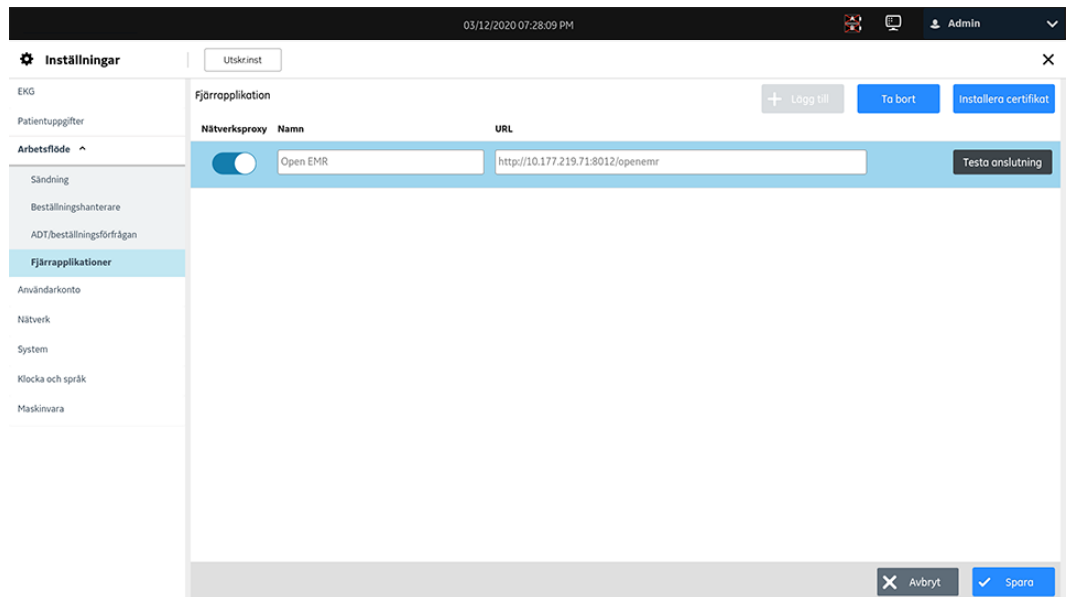 03/12/2020 07:28:09 PM
Admin
Inställningar
Utskr.inst
EKG
Patientuppgifter
Arbetsflöde
Sändning
Beställningshanterare
ADT/beställningsförfrågan
Fjärrapplikationer
Användarkonto
Nätverk
System
Klocka och språk
Maskinvara
Fjärrapplikation
Lägg till
Ta bort
Installera certifikat
Nätverksproxy Namn URL
Open EMR http://10.177.219.71:8012/openemr Testa anslutning
Avbryt
Spara